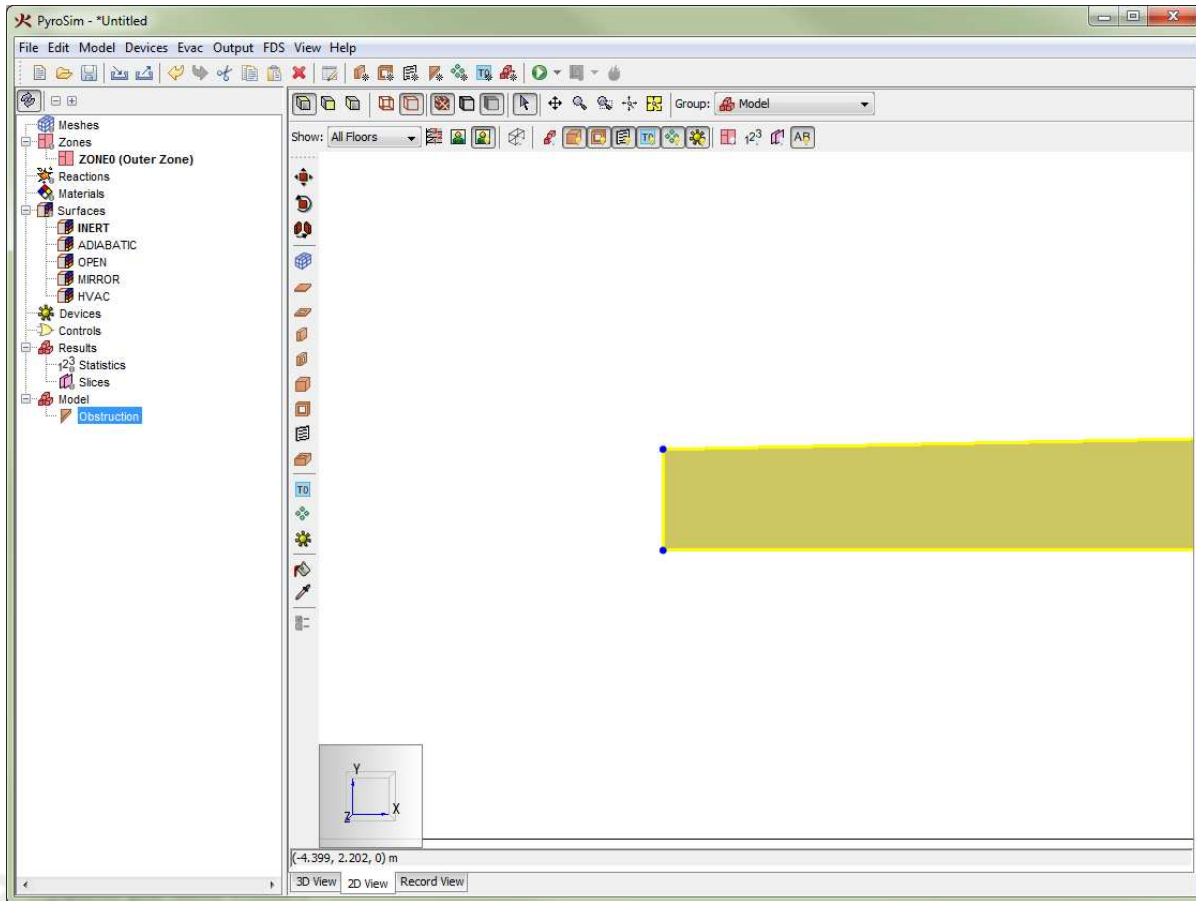 PyroSim - *Untitled
File Edit Model Devices Evac Output FDS View Help
Group: Model
Show: All Floors
Meshes
Zones
ZONE0 (Outer Zone)
Reactions
Materials
Surfaces
INERT
ADIABATIC
OPEN
MIRROR
HVAC
Devices
Controls
Results
Statistics
Slices
Model
Obstruction
Y
X
Z
(-4.399, 2.202, 0) m
3D View 2D View Record View